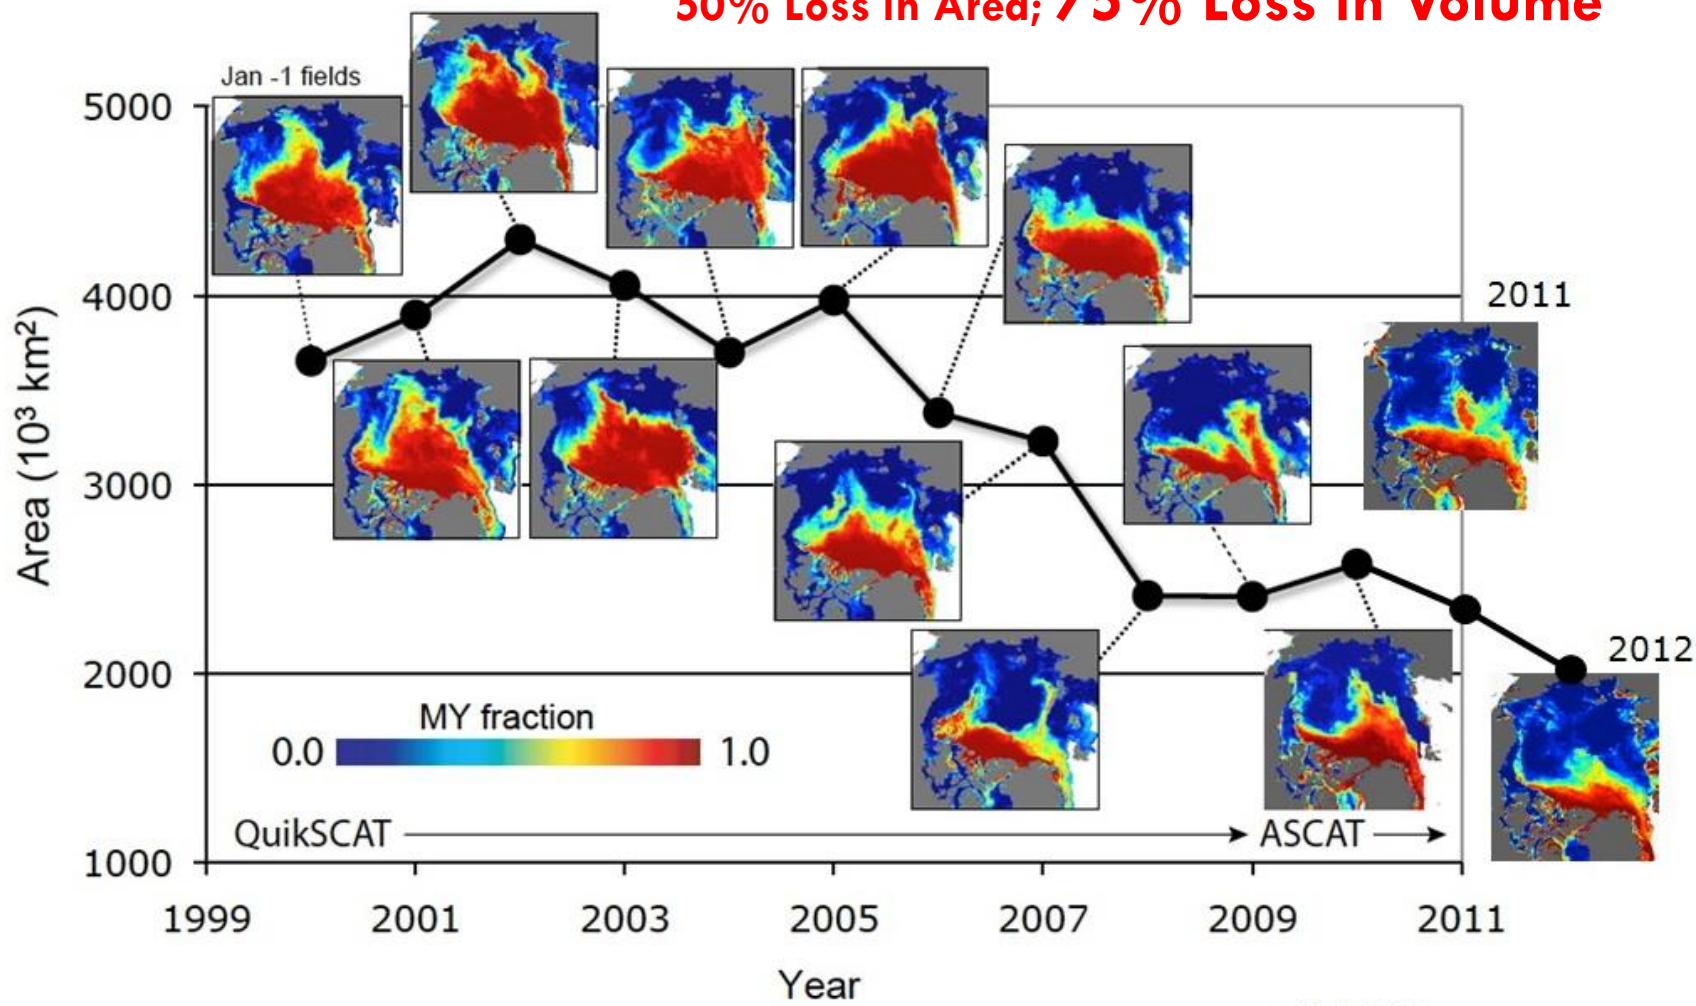 50% Loss in Area; 75% Loss in Volume
Jan -1 fields
5000
4000
3000
2000
1000
Area (10³ km²)
2011
2012
MY fraction
0.0
1.0
QuikSCAT
ASCAT
1999
2001
2003
2005
2007
2009
2011
Year